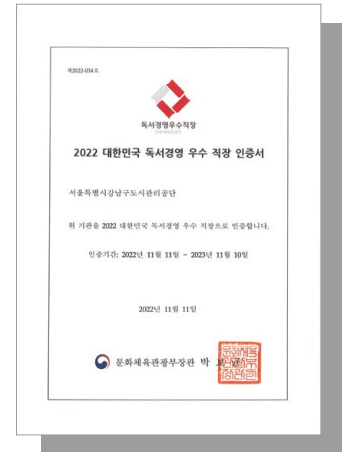 제2022-034호
독서경영우수직장
2022 대한민국 독서경영 우수 직장 인증서
서울특별시강남구도시관리공단
위 기관을 2022 대한민국 독서경영 우수 직장으로 인증합니다.
인증기간: 2022년 11월 11일 ~ 2023년 11월 10일
2022년 11월 11일
문화체육관광부장관 박 보 균